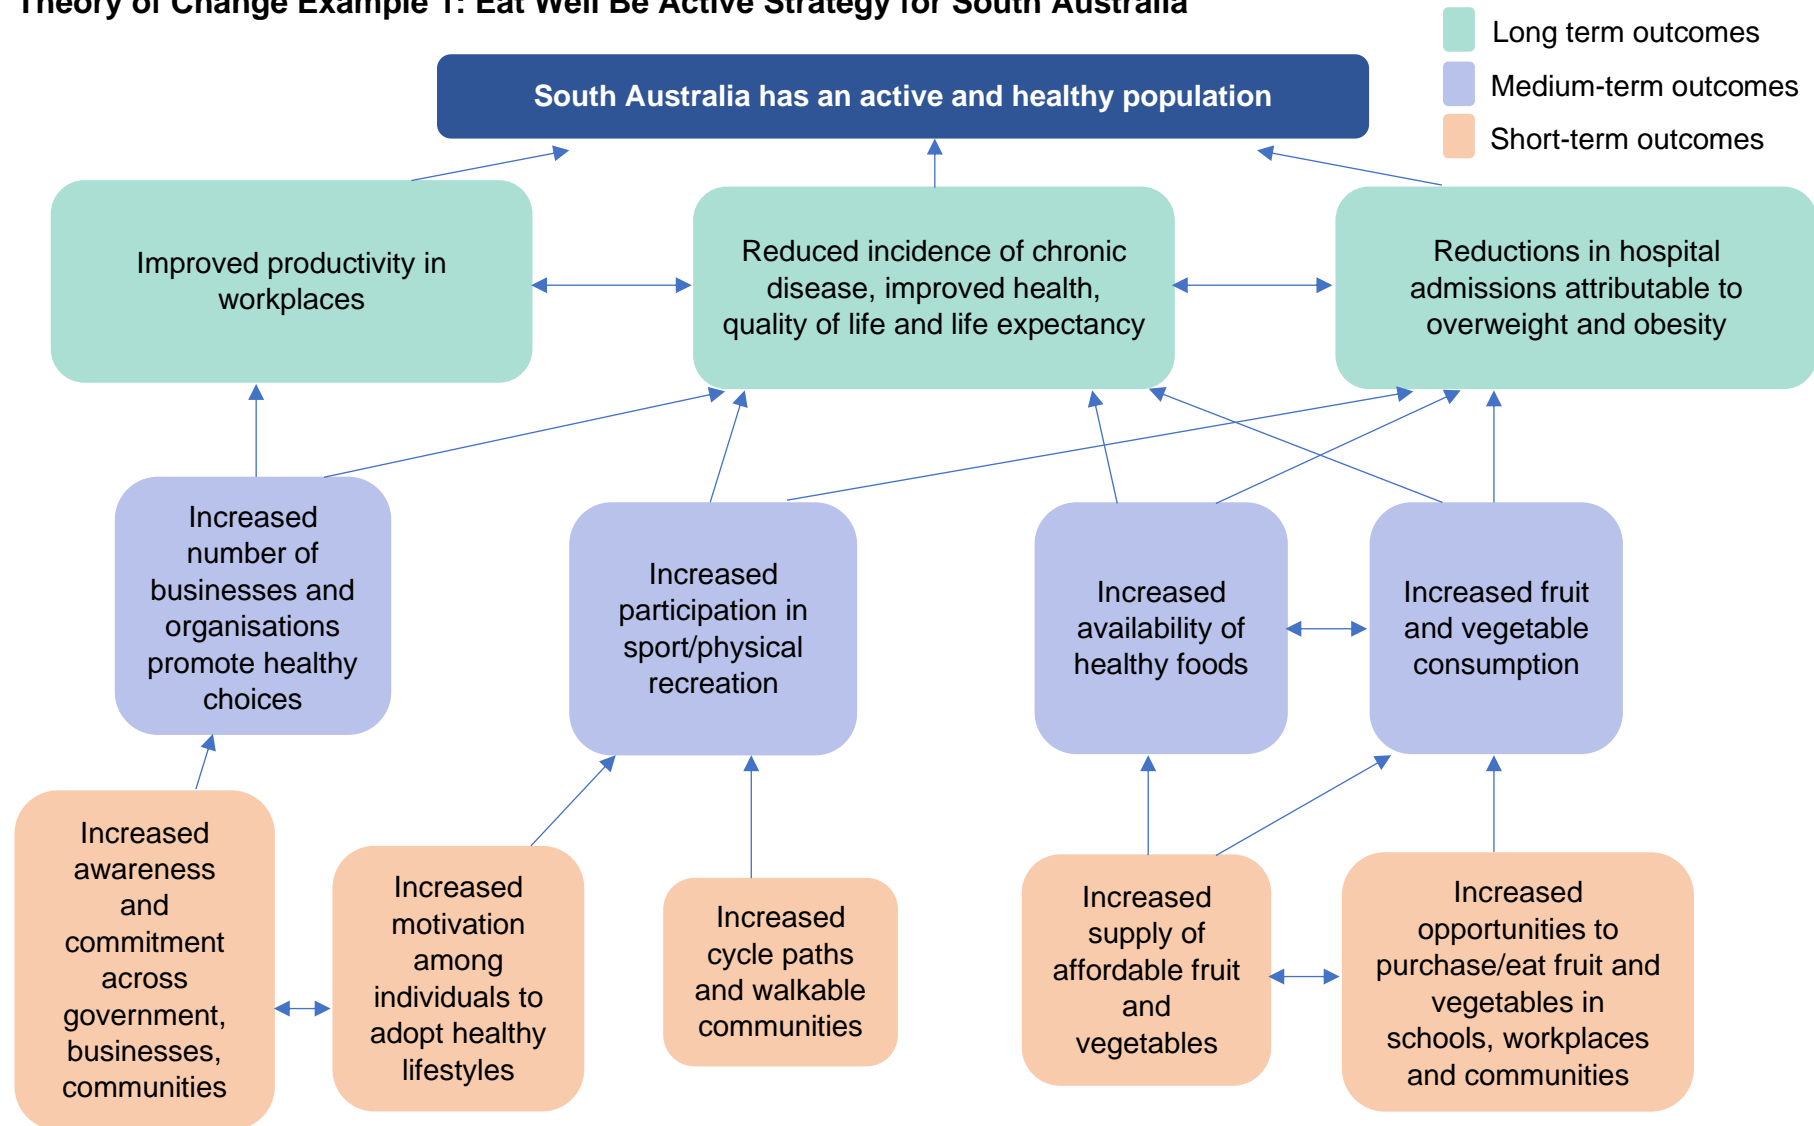 Theory of Change Example 1: Eat Well Be Active Strategy for South Australia
Long term outcomes
Medium-term outcomes
Short-term outcomes
South Australia has an active and healthy population
Improved productivity in
workplaces
Reduced incidence of chronic
disease, improved health,
quality of life and life expectancy
Reductions in hospital
admissions attributable to
overweight and obesity
Increased
number of
businesses and
organisations
promote healthy
choices
Increased
participation in
sport/physical
recreation
Increased
availability of
healthy foods
Increased fruit
and vegetable
consumption
Increased
awareness
and
commitment
across
government,
businesses,
communities
Increased
motivation
among
individuals to
adopt healthy
lifestyles
Increased
cycle paths
and walkable
communities
Increased
supply of
affordable fruit
and
vegetables
Increased
opportunities to
purchase/eat fruit and
vegetables in
schools, workplaces
and communities